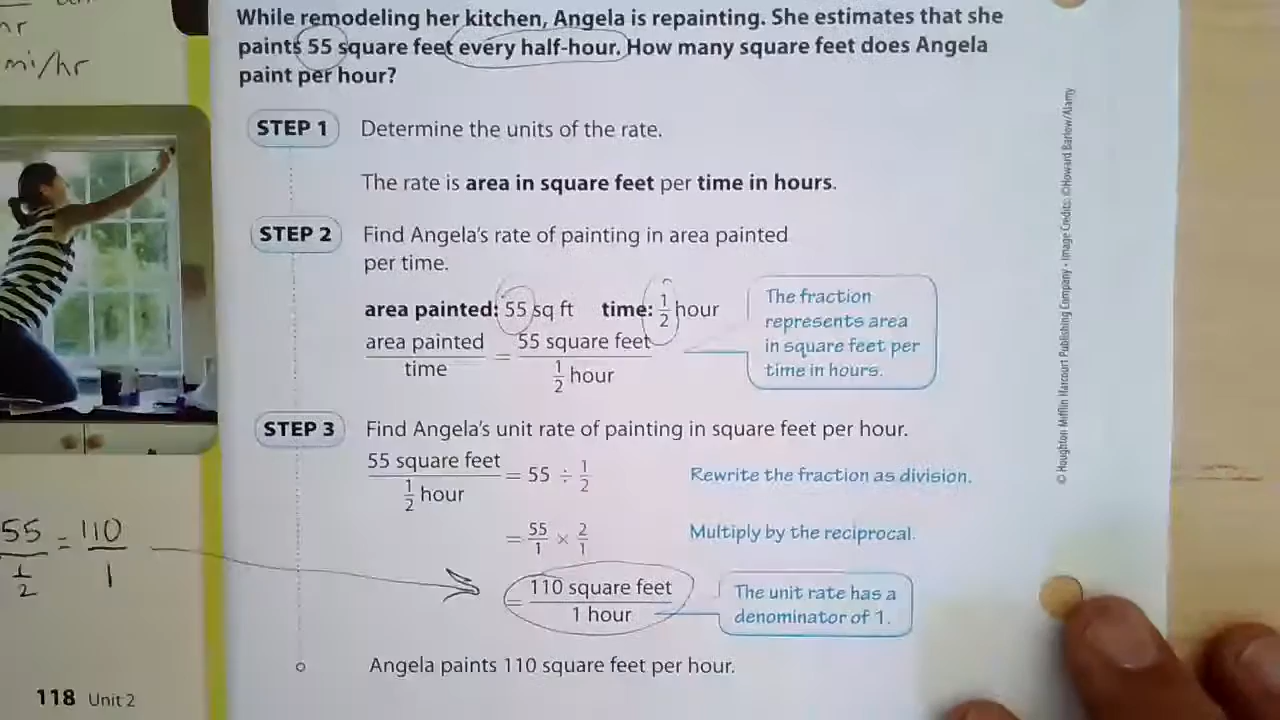 hr
mi/hr
While remodeling her kitchen, Angela is repainting. She estimates that she
paints 55 square feet every half-hour. How many square feet does Angela
paint per hour?
STEP 1 Determine the units of the rate.
The rate is area in square feet per time in hours.
STEP 2 Find Angela's rate of painting in area painted
per time.
area painted: 55 sq ft time: 1/2 hour
area painted / time = 55 square feet / 1/2 hour
The fraction
represents area
in square feet per
time in hours.
STEP 3 Find Angela's unit rate of painting in square feet per hour.
55 square feet / 1/2 hour = 55 ÷ 1/2 Rewrite the fraction as division.
= 55/1 × 2/1 Multiply by the reciprocal.
= 110 square feet / 1 hour
The unit rate has a
denominator of 1.
Angela paints 110 square feet per hour.
55 / 1/2 = 110 / 1
118 Unit 2
© Houghton Mifflin Harcourt Publishing Company • Image Credits: ©Howard Barlow/Alamy